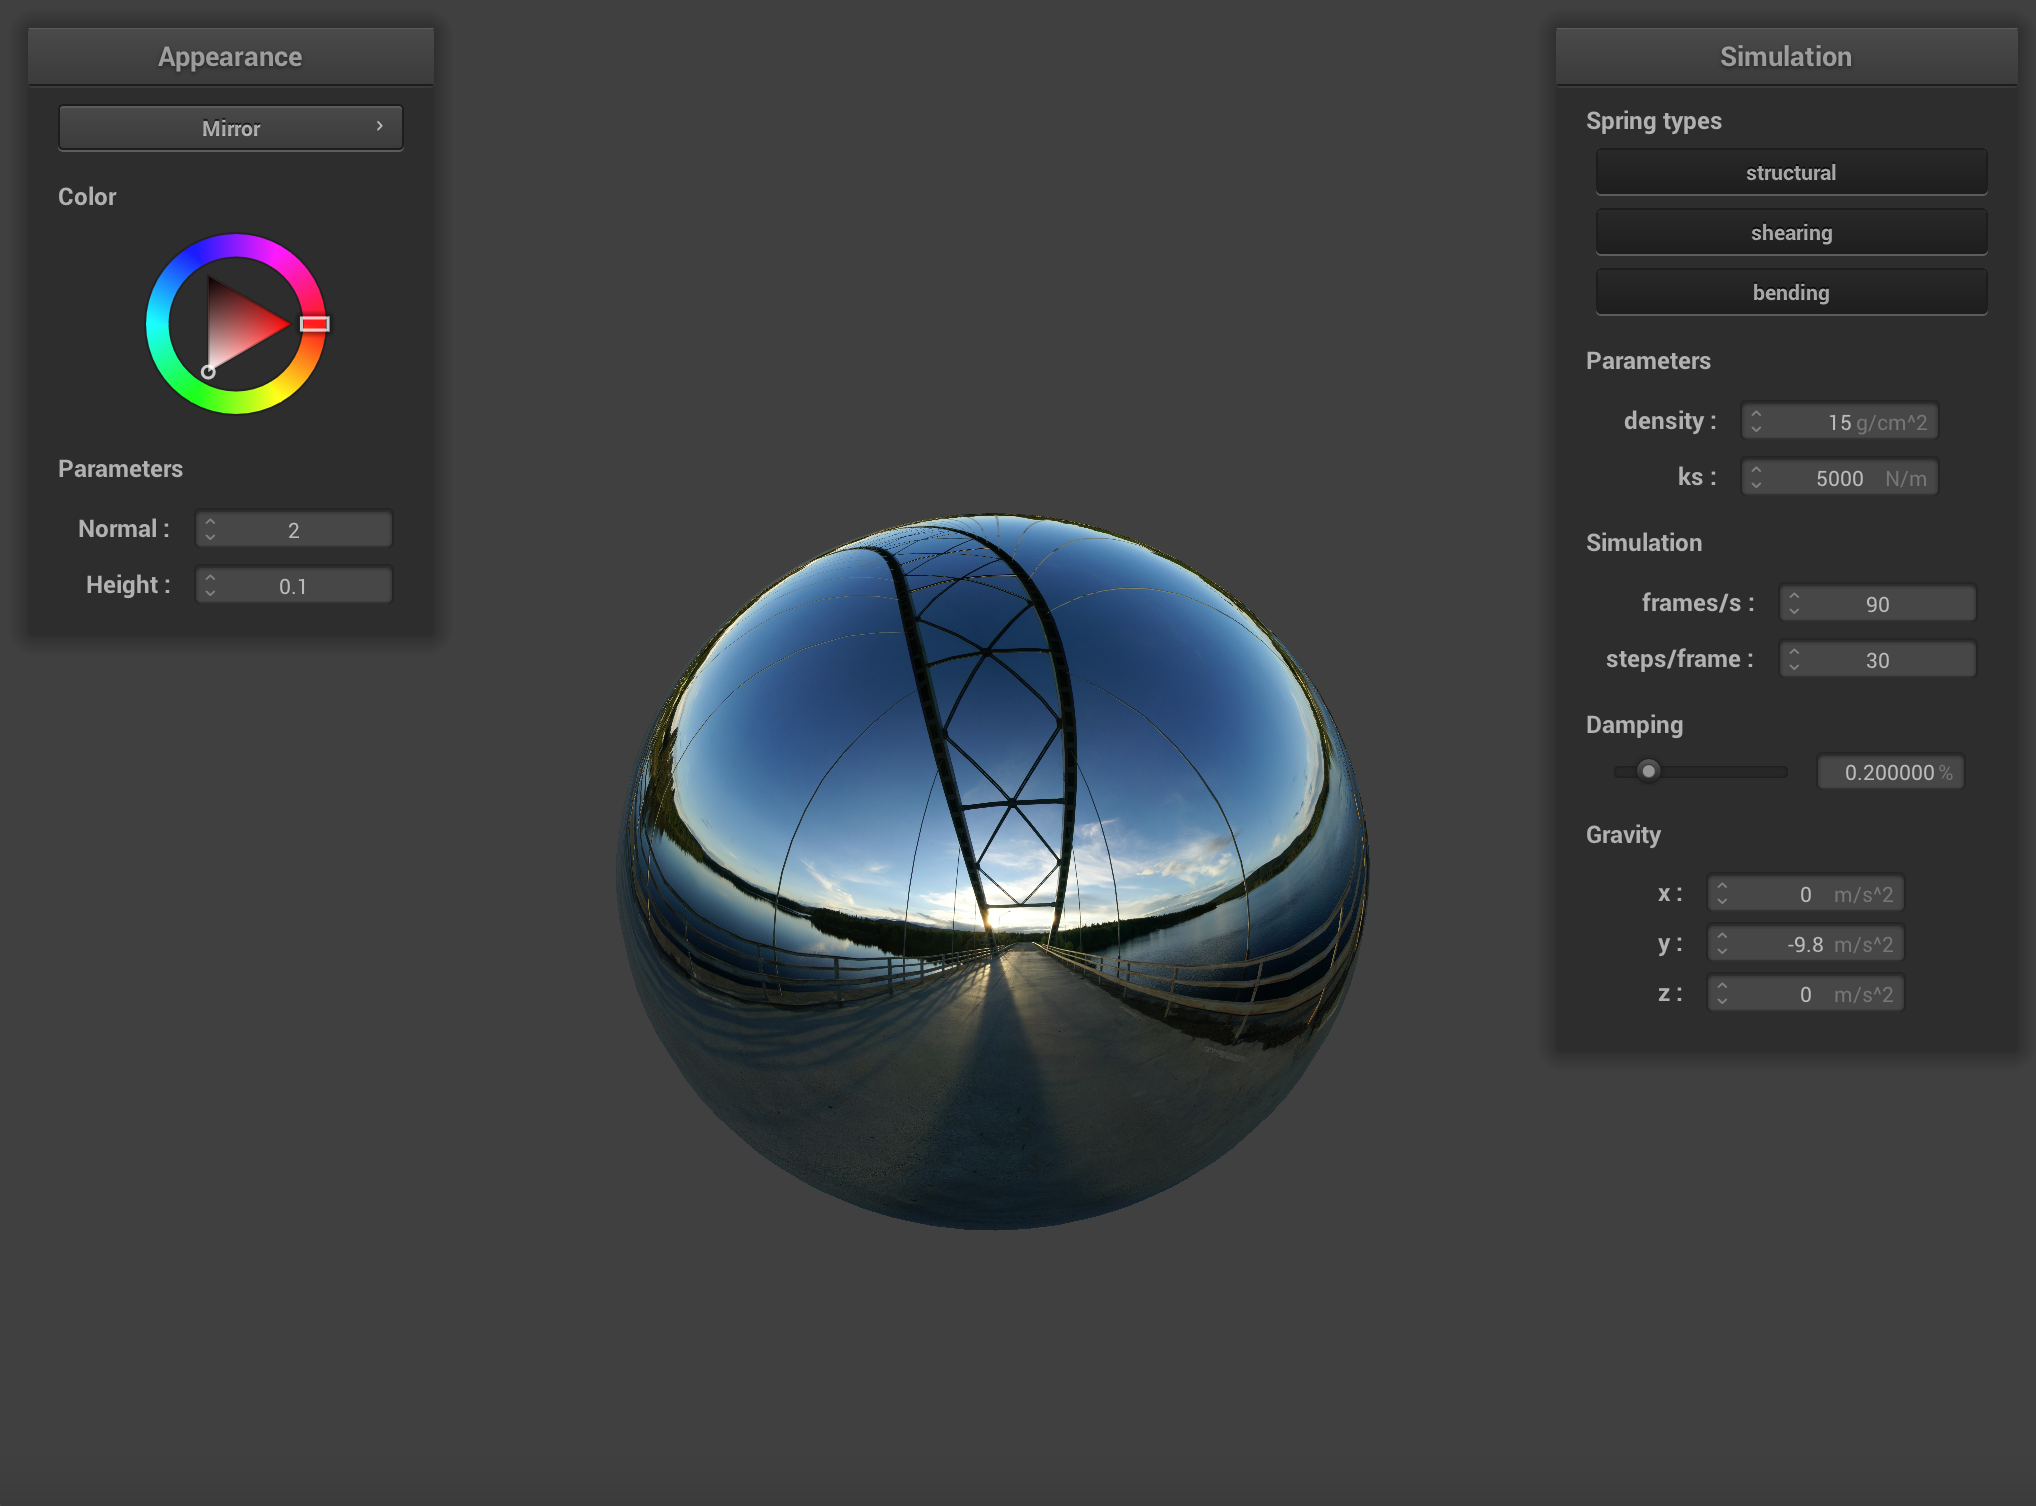 Appearance
Mirror
Color
Parameters
Normal : 2
Height : 0.1
Simulation
Spring types
structural
shearing
bending
Parameters
density : 15 g/cm^2
ks : 5000 N/m
Simulation
frames/s : 90
steps/frame : 30
Damping
0.200000 %
Gravity
x : 0 m/s^2
y : -9.8 m/s^2
z : 0 m/s^2